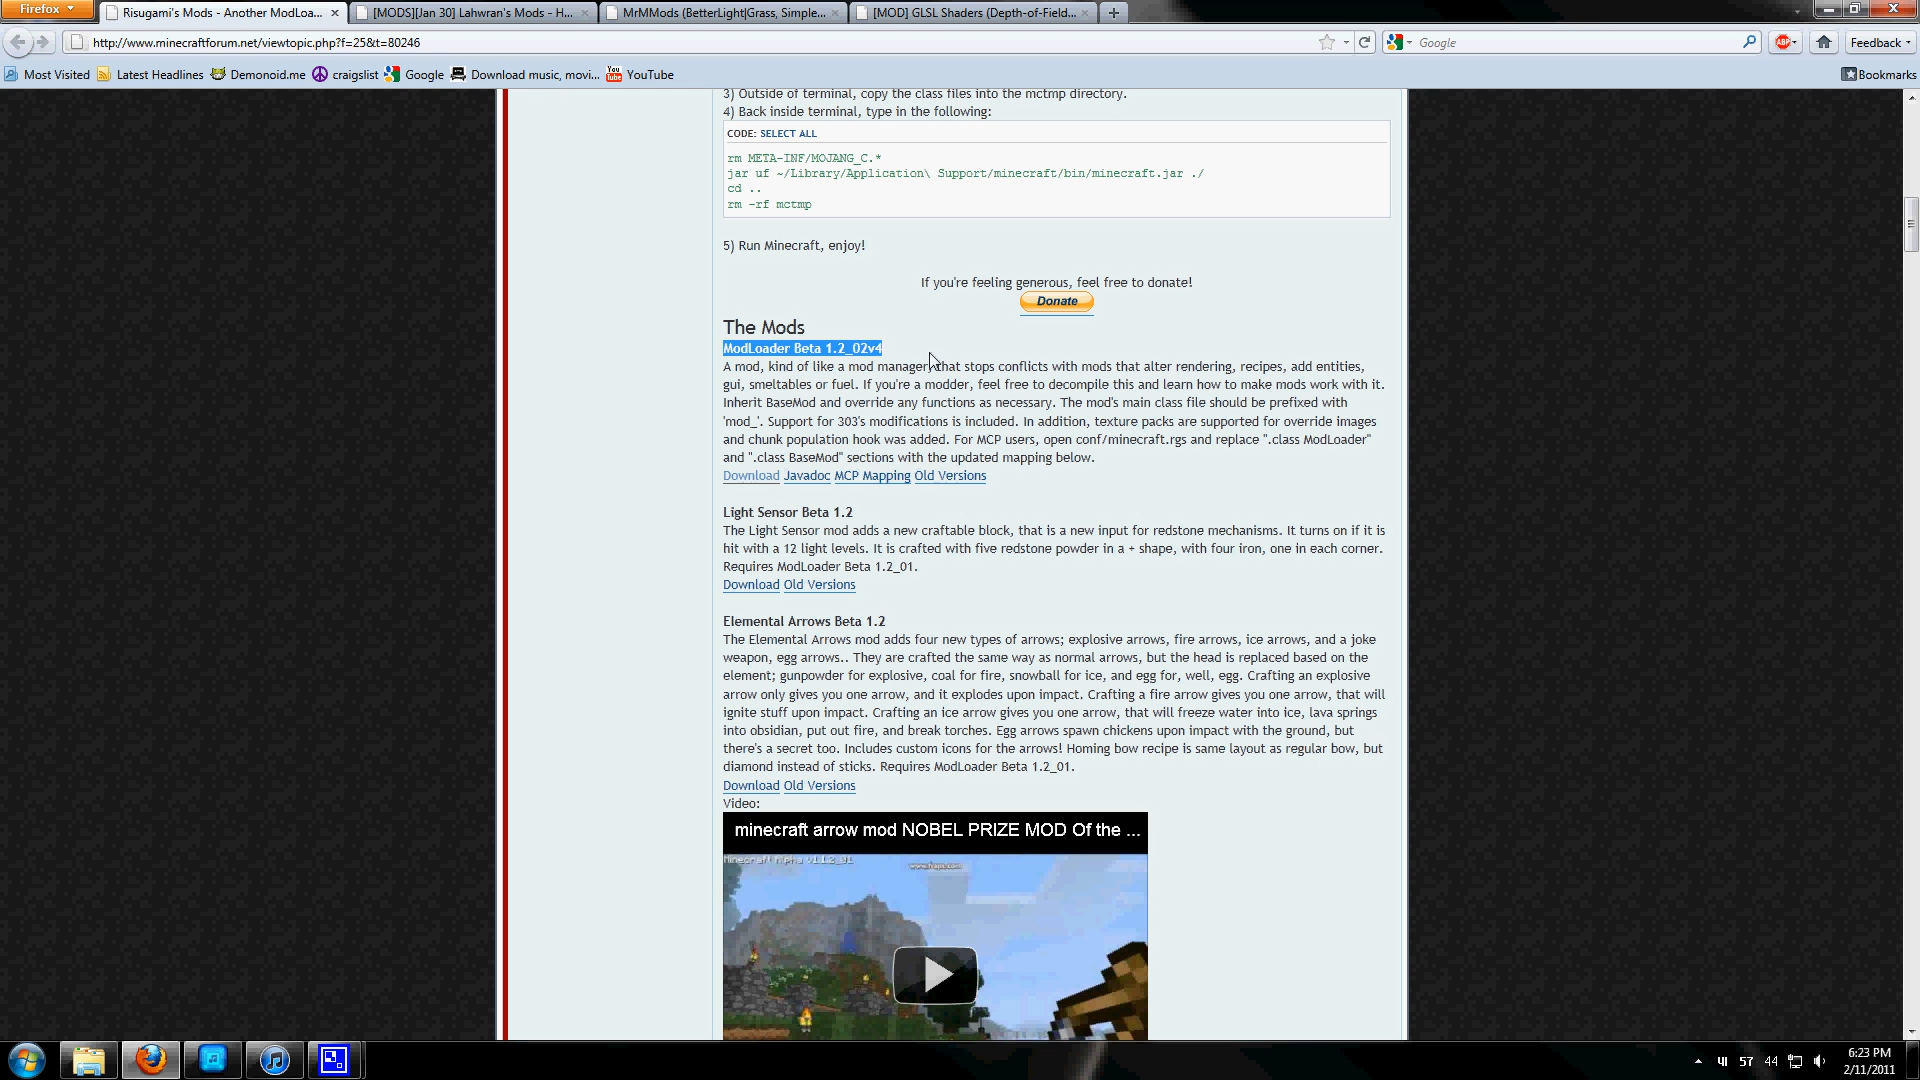 Firefox
Risugami's Mods - Another ModLoa...
[MODS][Jan 30] Lahwran's Mods - H...
MrMMods (BetterLight|Grass, Simple...
[MOD] GLSL Shaders (Depth-of-Field...
http://www.minecraftforum.net/viewtopic.php?f=25&t=80246
Google
ABP
Feedback
Most Visited
Latest Headlines
Demonoid.me
craigslist
Google
Download music, movi...
You Tube
YouTube
Bookmarks
3) Outside of terminal, copy the class files into the mctmp directory.
4) Back inside terminal, type in the following:
CODE: SELECT ALL
rm META-INF/MOJANG_C.*
jar uf ~/Library/Application\ Support/minecraft/bin/minecraft.jar ./
cd ..
rm -rf mctmp
5) Run Minecraft, enjoy!
If you're feeling generous, feel free to donate!
Donate
The Mods
ModLoader Beta 1.2_02v4
A mod, kind of like a mod manager, that stops conflicts with mods that alter rendering, recipes, add entities,
gui, smeltables or fuel. If you're a modder, feel free to decompile this and learn how to make mods work with it.
Inherit BaseMod and override any functions as necessary. The mod's main class file should be prefixed with
'mod_'. Support for 303's modifications is included. In addition, texture packs are supported for override images
and chunk population hook was added. For MCP users, open conf/minecraft.rgs and replace ".class ModLoader"
and ".class BaseMod" sections with the updated mapping below.
Download Javadoc MCP Mapping Old Versions
Light Sensor Beta 1.2
The Light Sensor mod adds a new craftable block, that is a new input for redstone mechanisms. It turns on if it is
hit with a 12 light levels. It is crafted with five redstone powder in a + shape, with four iron, one in each corner.
Requires ModLoader Beta 1.2_01.
Download Old Versions
Elemental Arrows Beta 1.2
The Elemental Arrows mod adds four new types of arrows; explosive arrows, fire arrows, ice arrows, and a joke
weapon, egg arrows.. They are crafted the same way as normal arrows, but the head is replaced based on the
element; gunpowder for explosive, coal for fire, snowball for ice, and egg for, well, egg. Crafting an explosive
arrow only gives you one arrow, and it explodes upon impact. Crafting a fire arrow gives you one arrow, that will
ignite stuff upon impact. Crafting an ice arrow gives you one arrow, that will freeze water into ice, lava springs
into obsidian, put out fire, and break torches. Egg arrows spawn chickens upon impact with the ground, but
there's a secret too. Includes custom icons for the arrows! Homing bow recipe is same layout as regular bow, but
diamond instead of sticks. Requires ModLoader Beta 1.2_01.
Download Old Versions
Video:
minecraft arrow mod NOBEL PRIZE MOD Of the ...
Minecraft Alpha v1.1.2_01
www.fraps.com
57
44
6:23 PM
2/11/2011